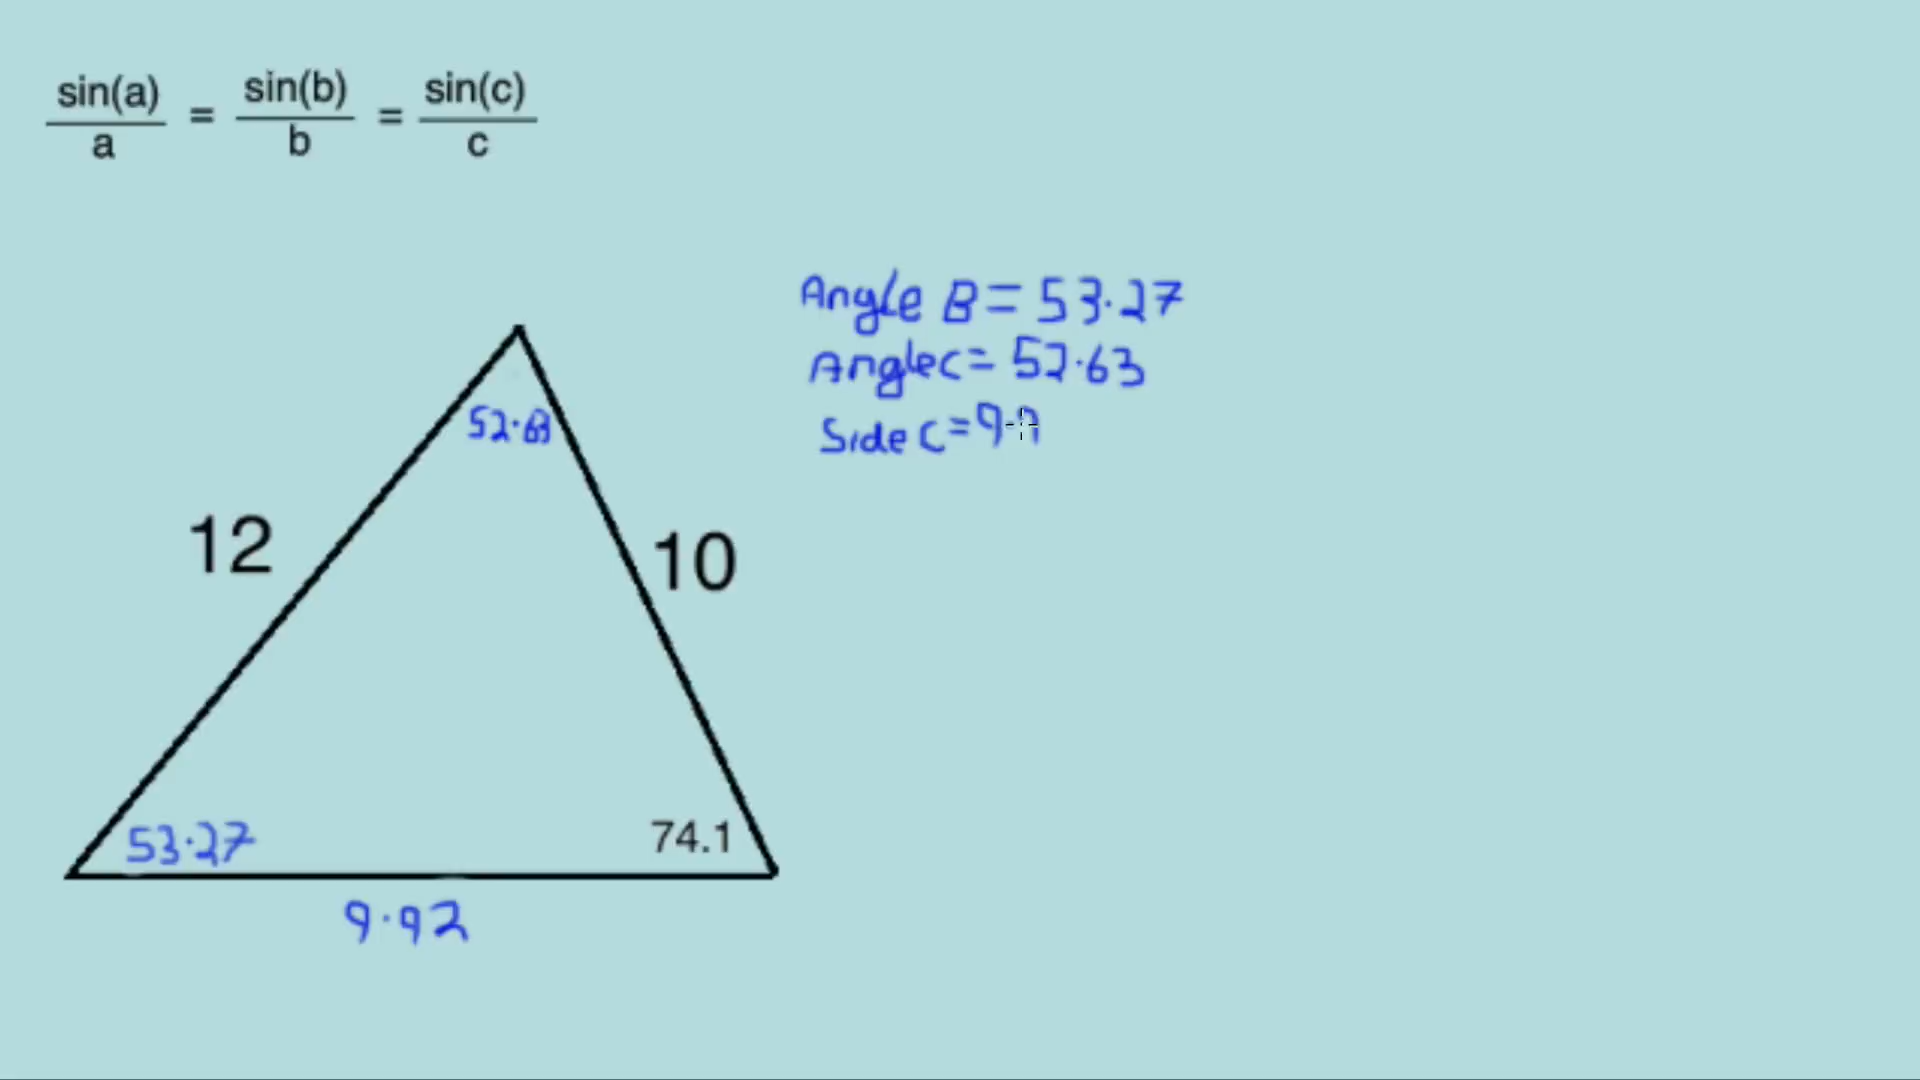 sin(a)/a = sin(b)/b = sin(c)/c
Angle B = 53.27
Angle C = 52.63
Side C = 9.9
52.63
12
10
53.27
74.1
9.92